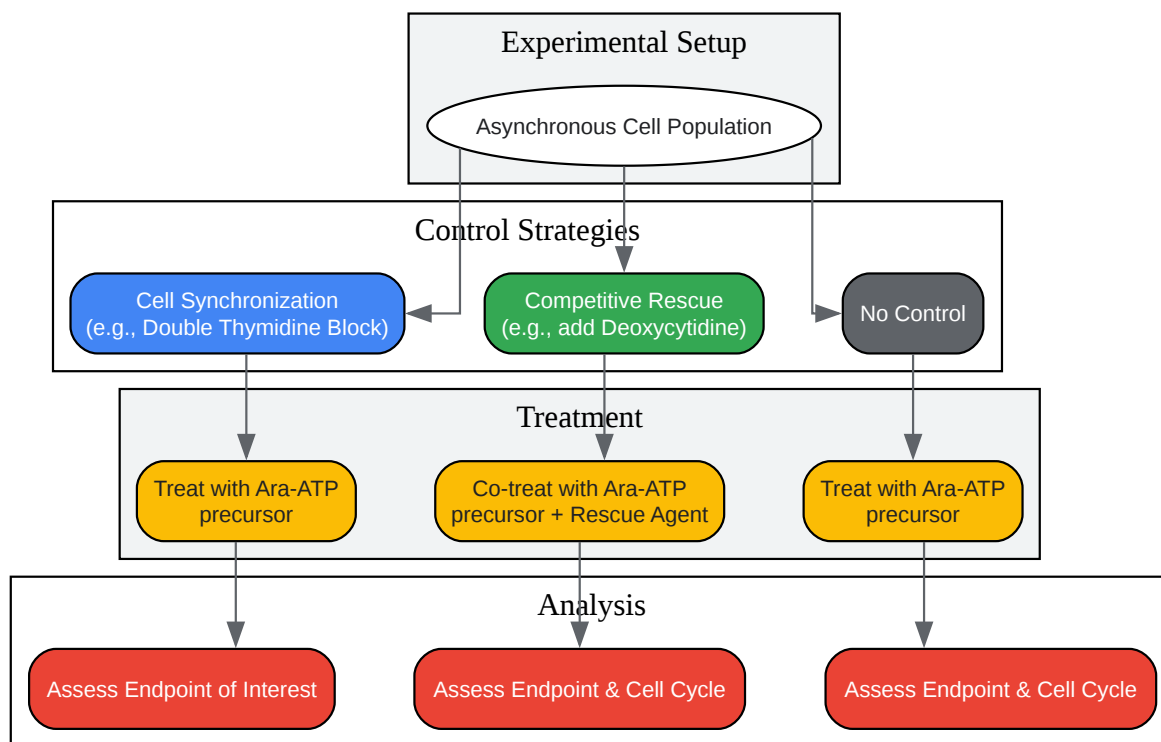 Experimental Setup
Asynchronous Cell Population
Control Strategies
Cell Synchronization
(e.g., Double Thymidine Block)
Competitive Rescue
(e.g., add Deoxycytidine)
No Control
Treatment
Treat with Ara-ATP
precursor
Co-treat with Ara-ATP
precursor + Rescue Agent
Treat with Ara-ATP
precursor
Analysis
Assess Endpoint of Interest
Assess Endpoint & Cell Cycle
Assess Endpoint & Cell Cycle